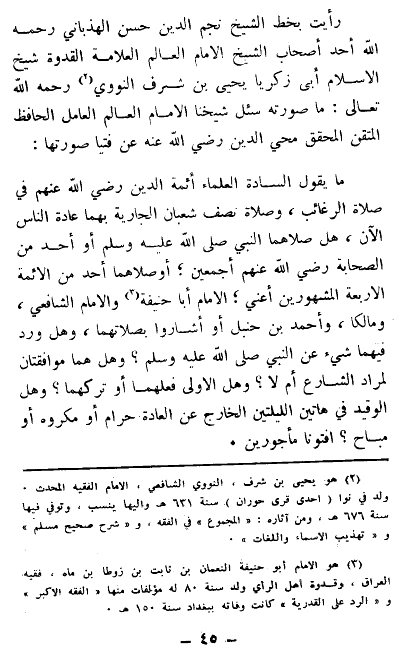 رأيت بخط الشيخ نجم الدين حسن الهذباني رحمه
الله أحد أصحاب الشيخ الامام العالم العلامة القدوة شيخ
الاسلام أبى زكريا يحيى بن شرف النووي(٢) رحمه الله
تعالى : ما صورته سئل شيخنا الامام العالم العامل الحافظ
المتقن المحقق محي الدين رضي الله عنه عن فتيا صورتها :
ما يقول السادة العلماء أئمة الدين رضي الله عنهم في
صلاة الرغائب ، وصلاة نصف شعبان الجارية بهما عادة الناس
الآن ، هل صلاهما النبي صلى الله عليه وسلم أو أحد من
الصحابة رضي الله عنهم أجمعين ؟ أوصلاهما أحد من الائمة
الاربعة المشهورين أعني ؛ الامام أبا حنيفة(٣) والامام الشافعي ،
ومالكا ، وأحمد بن حنبل أو أشاروا بصلاتهما ، وهل ورد
فيهما شيء عن النبي صلى الله عليه وسلم ؟ وهل هما موافقتان
لمراد الشارع أم لا ؟ وهل الاولى فعلهما أو تركهما ؟ وهل
الوقيد في هاتين الليلتين الخارج عن العادة حرام أو مكروه أو
مباح ؟ افتونا مأجورين .
(٢) هو يحيى بن شرف ، النووي الشافعي ، الامام الفقيه المحدث .
ولد في نوا ( احدى قرى حوران ) سنة ٦٣١ هـ واليها ينسب ، وتوفي فيها
سنة ٦٧٦ هـ ، ومن آثاره : « المجموع » في الفقه ، و « شرح صحيح مسلم »
و « تهذيب الاسماء واللغات » .
(٣) هو الامام أبو حنيفة النعمان بن ثابت بن زوطا بن ماه ، فقيه
العراق ، وقدوة أهل الرأي ولد سنة ٨٠ له مؤلفات منها « الفقه الاكبر »
و « الرد على القدرية » كانت وفاته ببغداد سنة ١٥٠ هـ .
– ٤٥ –